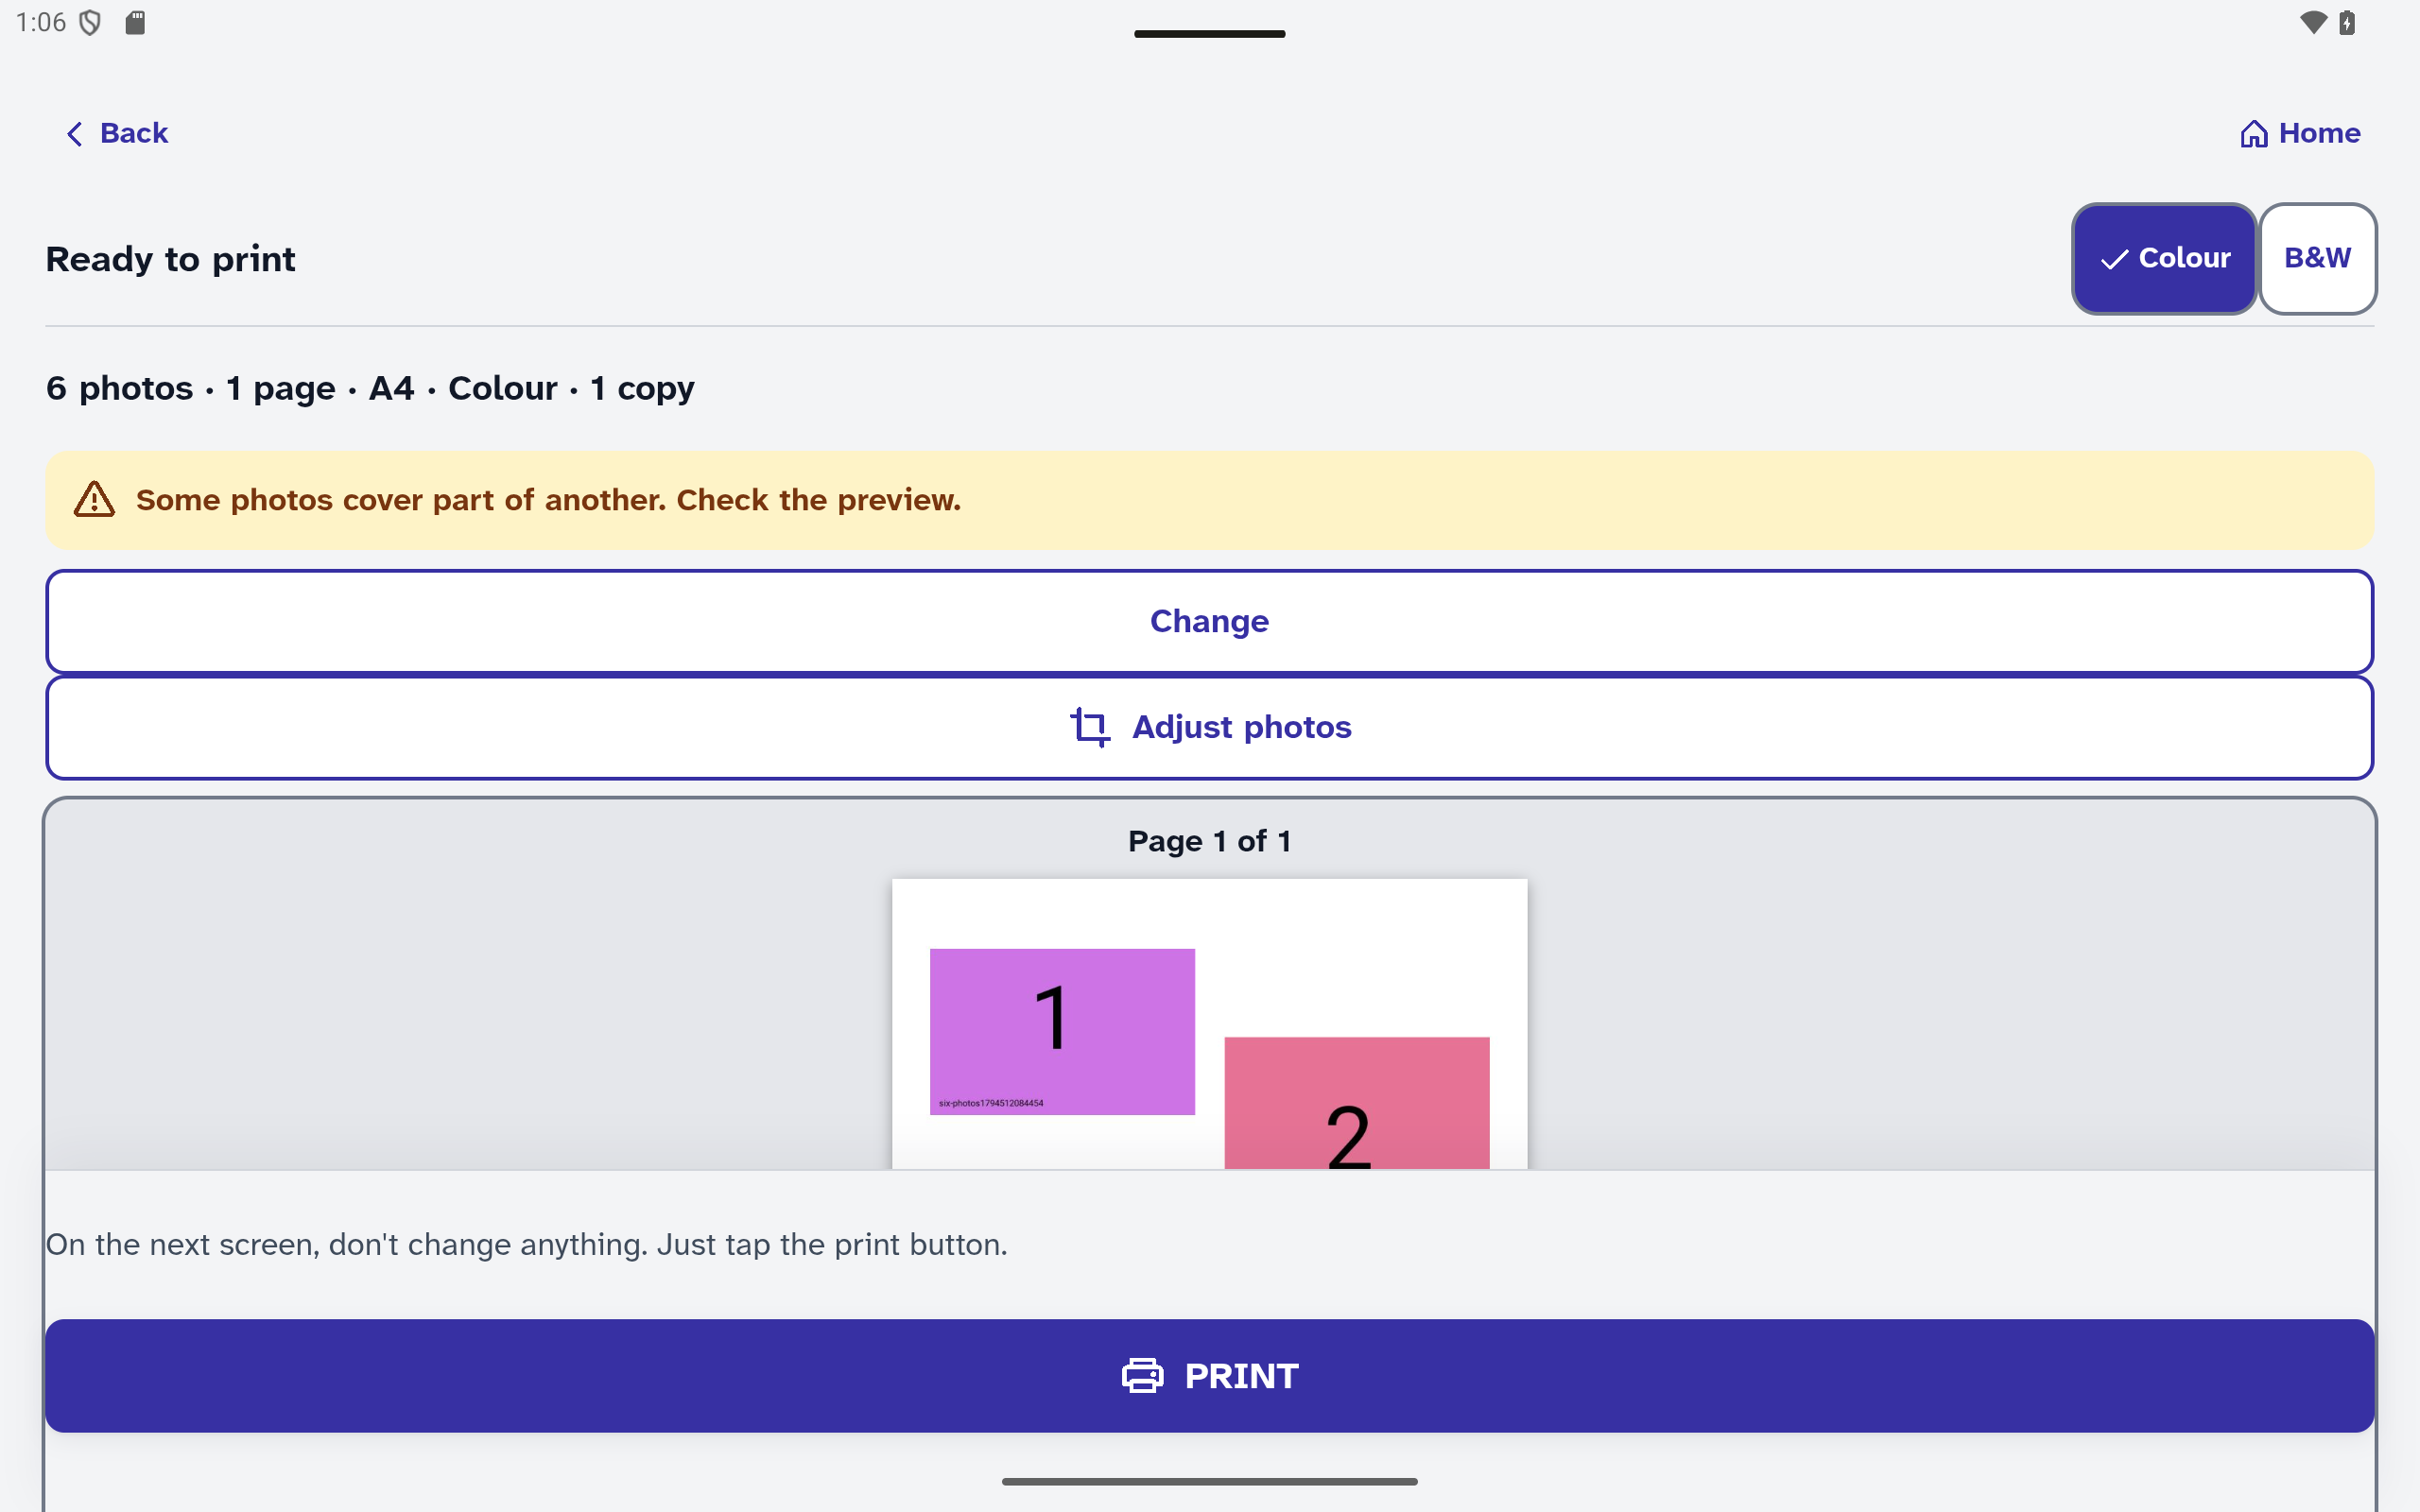 1:06
Back
Home
Ready to print
Colour
B&W
6 photos · 1 page · A4 · Colour · 1 copy
Some photos cover part of another. Check the preview.
Change
Adjust photos
Page 1 of 1
1
six-photos1794512084454
2
On the next screen, don't change anything. Just tap the print button.
PRINT